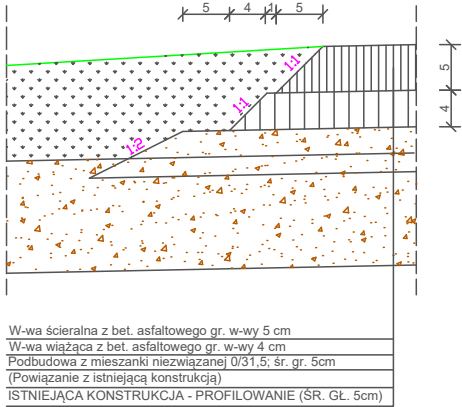 5 4 1 5
1:1
5
1:1
4
1:2
W-wa ścieralna z bet. asfaltowego gr. w-wy 5 cm
W-wa wiążąca z bet. asfaltowego gr. w-wy 4 cm
Podbudowa z mieszanki niezwiązanej 0/31,5; śr. gr. 5cm
(Powiązanie z istniejącą konstrukcją)
ISTNIEJĄCA KONSTRUKCJA - PROFILOWANIE (ŚR. GŁ. 5cm)